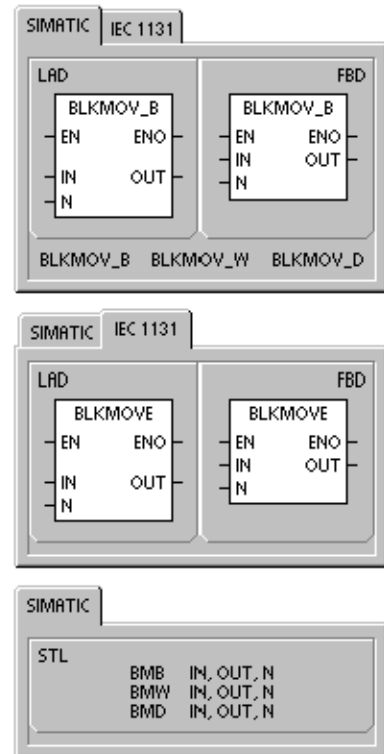 SIMATIC IEC 1131
LAD FBD
BLKMOV_B BLKMOV_B
EN ENO EN ENO
IN OUT IN OUT
N N
BLKMOV_B BLKMOV_W BLKMOV_D
SIMATIC IEC 1131
LAD FBD
BLKMOVE BLKMOVE
EN ENO EN ENO
IN OUT IN OUT
N N
SIMATIC
STL
BMB IN, OUT, N
BMW IN, OUT, N
BMD IN, OUT, N